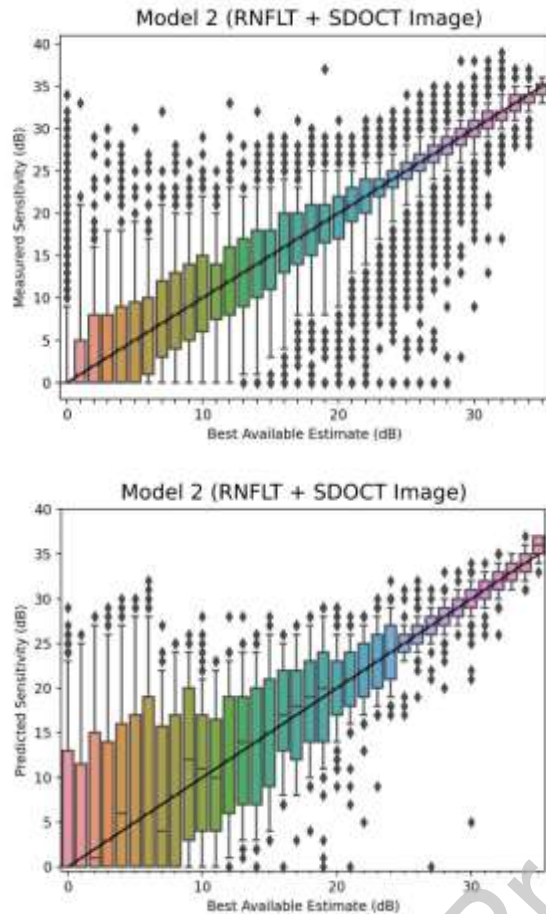 Model 2 (RNFLT + SDOCT Image)
40
35
30
25
20
15
10
5
0
Measurerd Sensitivity (dB)
0 10 20 30
Best Available Estimate (dB)
Model 2 (RNFLT + SDOCT Image)
40
35
30
25
20
15
10
5
0
Predicted Sensitivity (dB)
0 10 20 30
Best Available Estimate (dB)
Pr